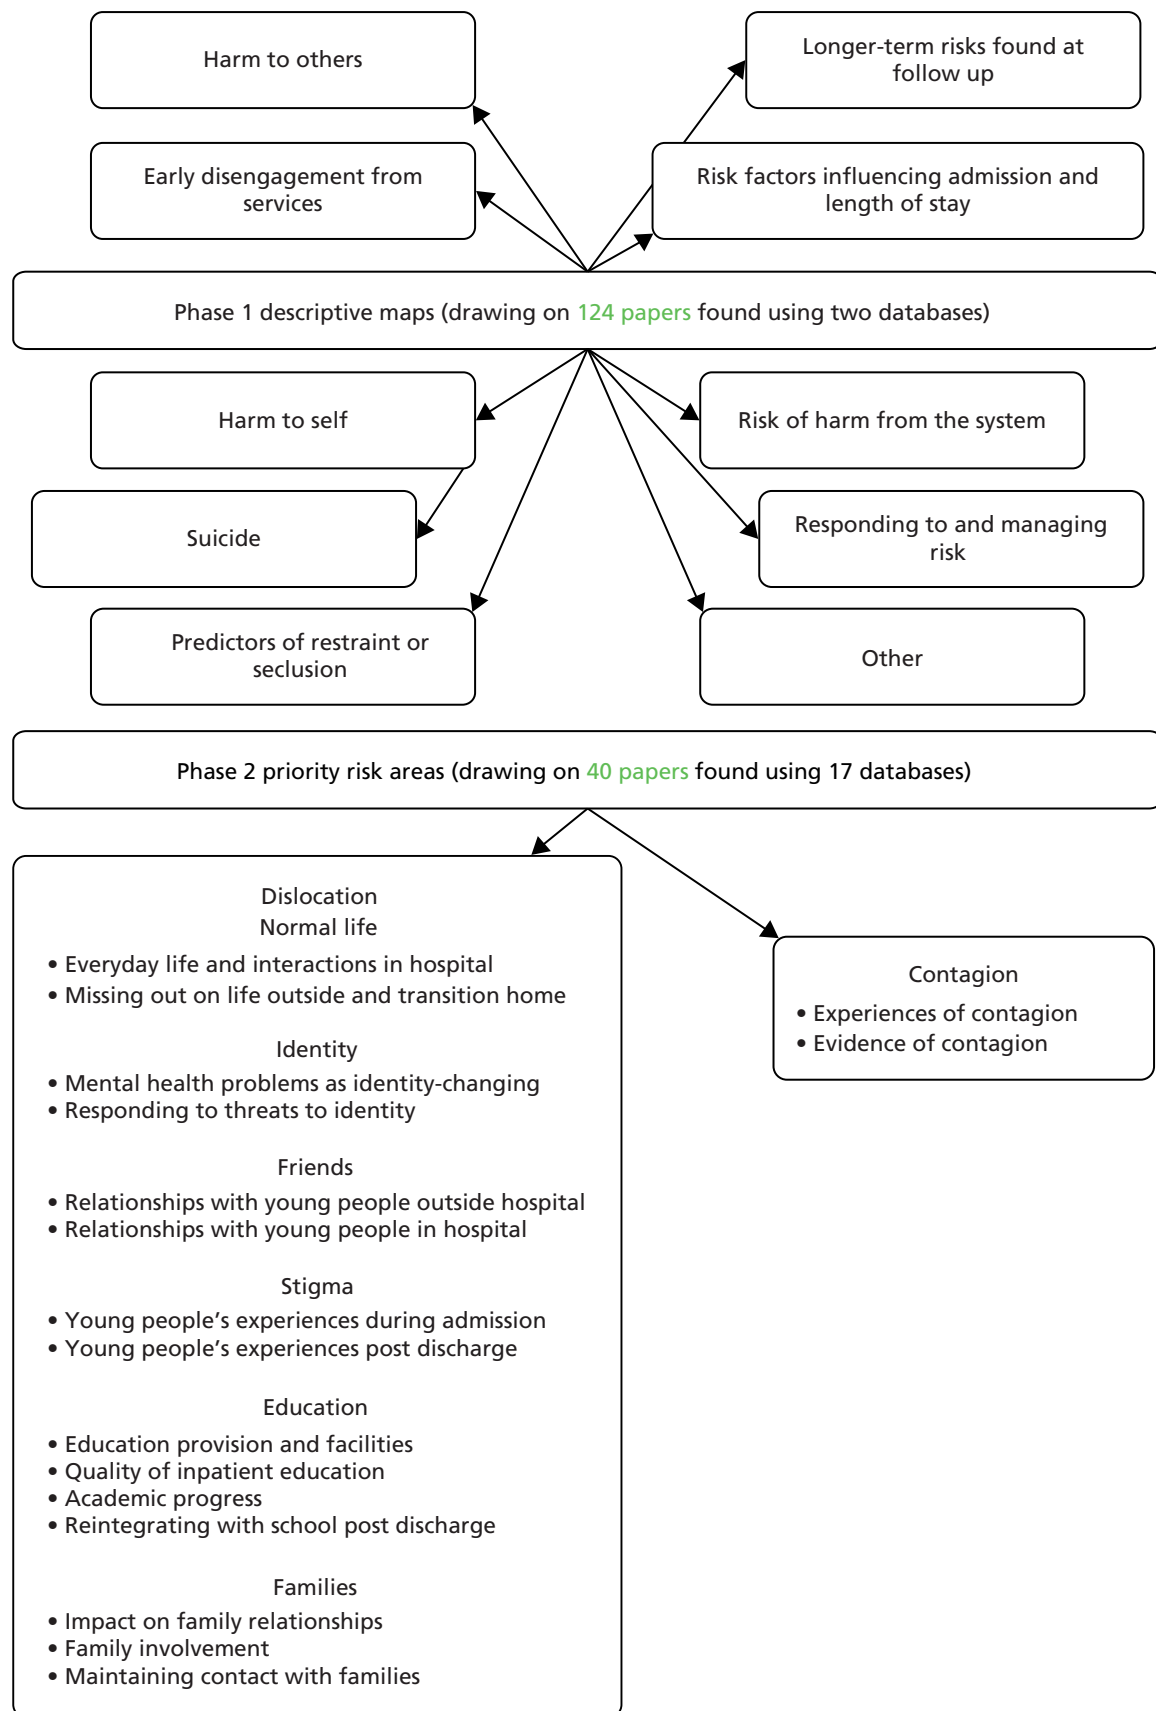 Harm to others
Longer-term risks found at
follow up
Early disengagement from
services
Risk factors influencing admission and
length of stay
Phase 1 descriptive maps (drawing on 124 papers found using two databases)
Harm to self
Risk of harm from the system
Suicide
Responding to and managing
risk
Predictors of restraint or
seclusion
Other
Phase 2 priority risk areas (drawing on 40 papers found using 17 databases)
Dislocation
Normal life
• Everyday life and interactions in hospital
• Missing out on life outside and transition home
Identity
• Mental health problems as identity-changing
• Responding to threats to identity
Friends
• Relationships with young people outside hospital
• Relationships with young people in hospital
Stigma
• Young people’s experiences during admission
• Young people’s experiences post discharge
Education
• Education provision and facilities
• Quality of inpatient education
• Academic progress
• Reintegrating with school post discharge
Families
• Impact on family relationships
• Family involvement
• Maintaining contact with families
Contagion
• Experiences of contagion
• Evidence of contagion